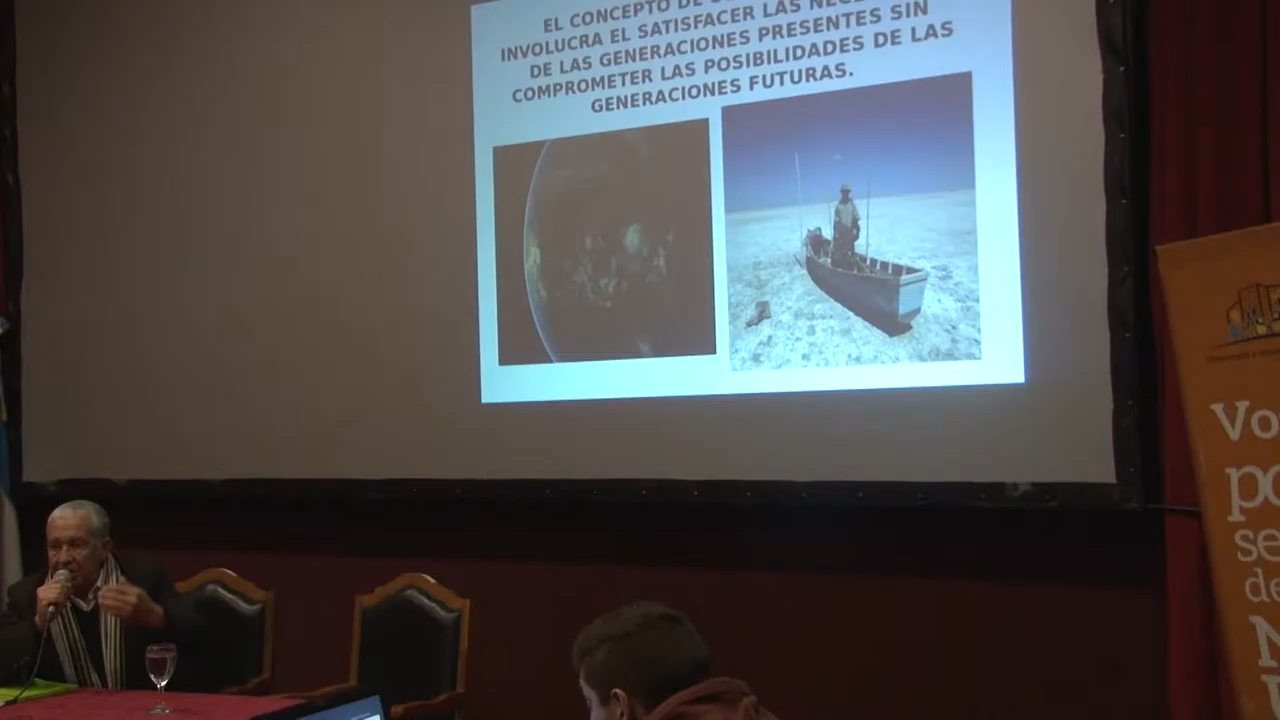 EL CONCEPTO DE
INVOLUCRA EL SATISFACER LAS
DE LAS GENERACIONES PRESENTES SIN
COMPROMETER LAS POSIBILIDADES DE LAS
GENERACIONES FUTURAS.
Vo
po
se
de